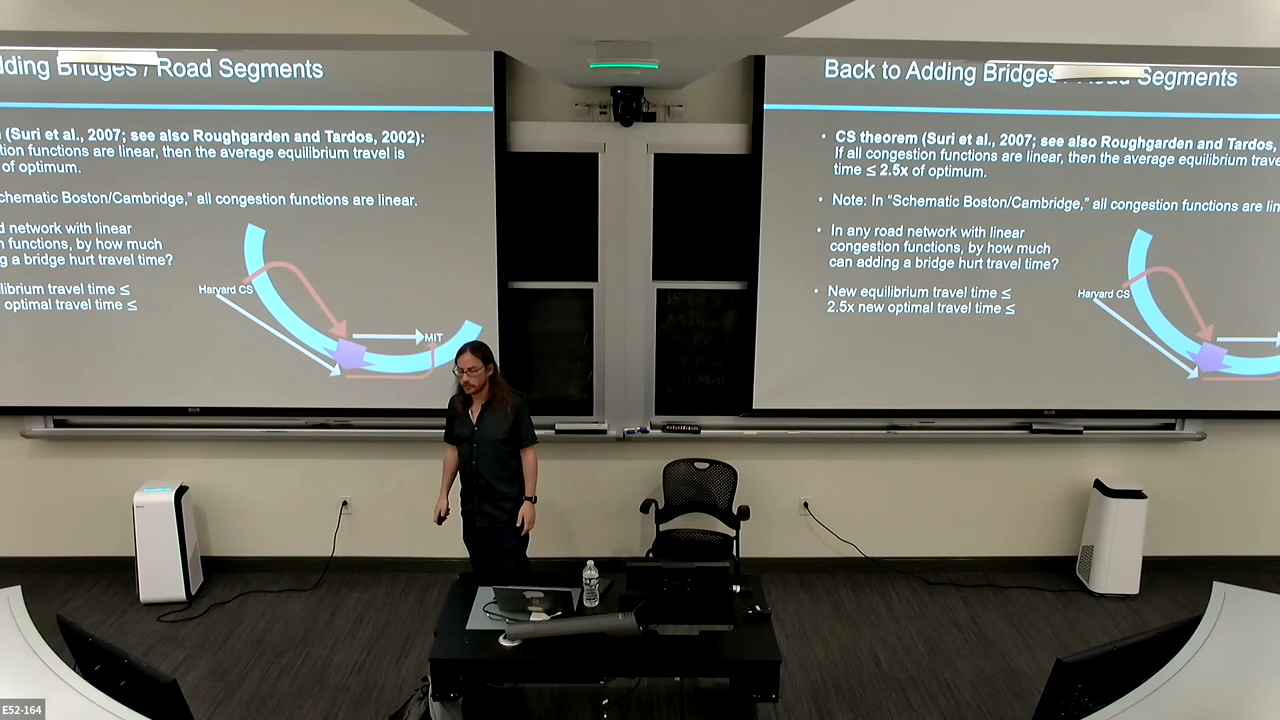 dding Bridges / Road Segments
(Suri et al., 2007; see also Roughgarden and Tardos, 2002):
tion functions are linear, then the average equilibrium travel is
of optimum.
chematic Boston/Cambridge," all congestion functions are linear.
d network with linear
n functions, by how much
g a bridge hurt travel time?
librium travel time ≤
optimal travel time ≤
Harvard CS
MIT
Back to Adding Bridges / Road Segments
• CS theorem (Suri et al., 2007; see also Roughgarden and Tardos,
If all congestion functions are linear, then the average equilibrium trave
time ≤ 2.5x of optimum.
• Note: In "Schematic Boston/Cambridge," all congestion functions are lin
• In any road network with linear
congestion functions, by how much
can adding a bridge hurt travel time?
• New equilibrium travel time ≤
2.5x new optimal travel time ≤
Harvard CS
E52-164